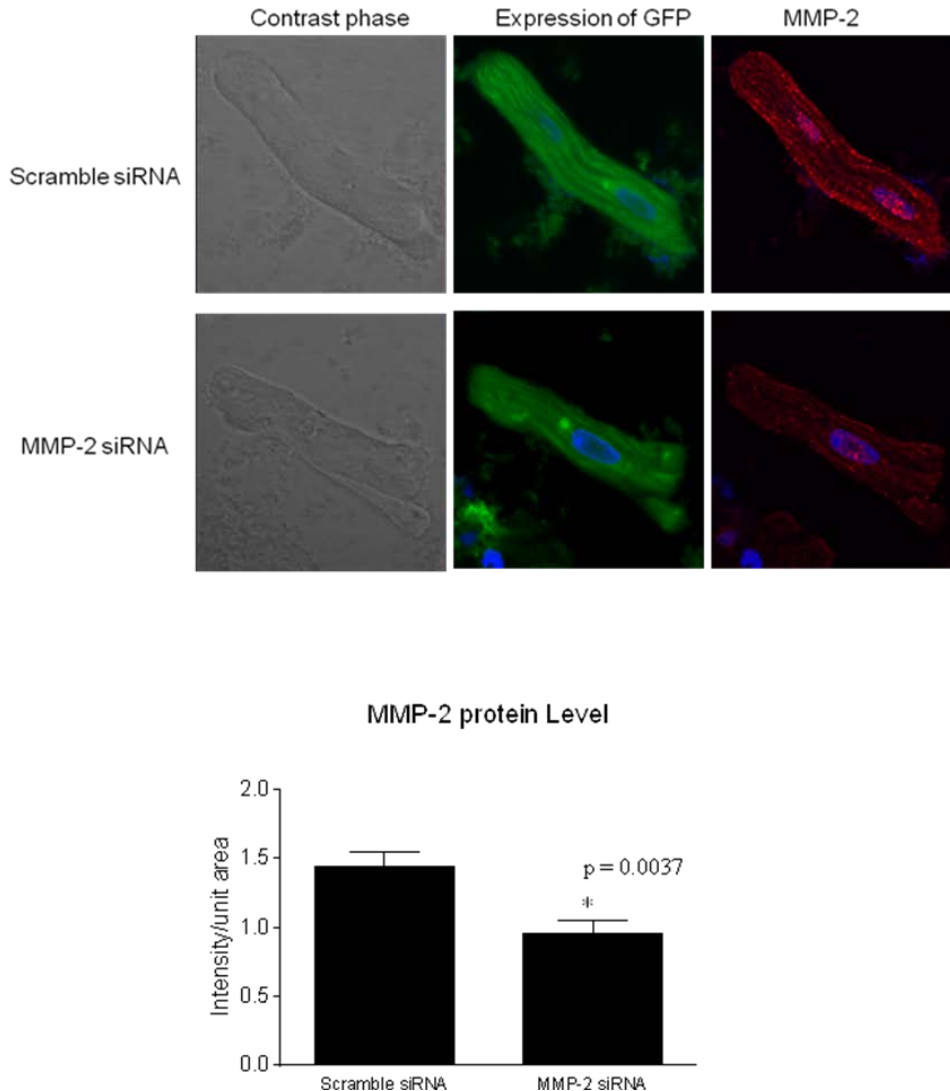 Contrast phase Expression of GFP MMP-2
Scramble siRNA
MMP-2 siRNA
MMP-2 protein Level
2.0
1.5
1.0
0.5
0.0
Intensity/unit area
p = 0.0037
*
Scramble siRNA MMP-2 siRNA